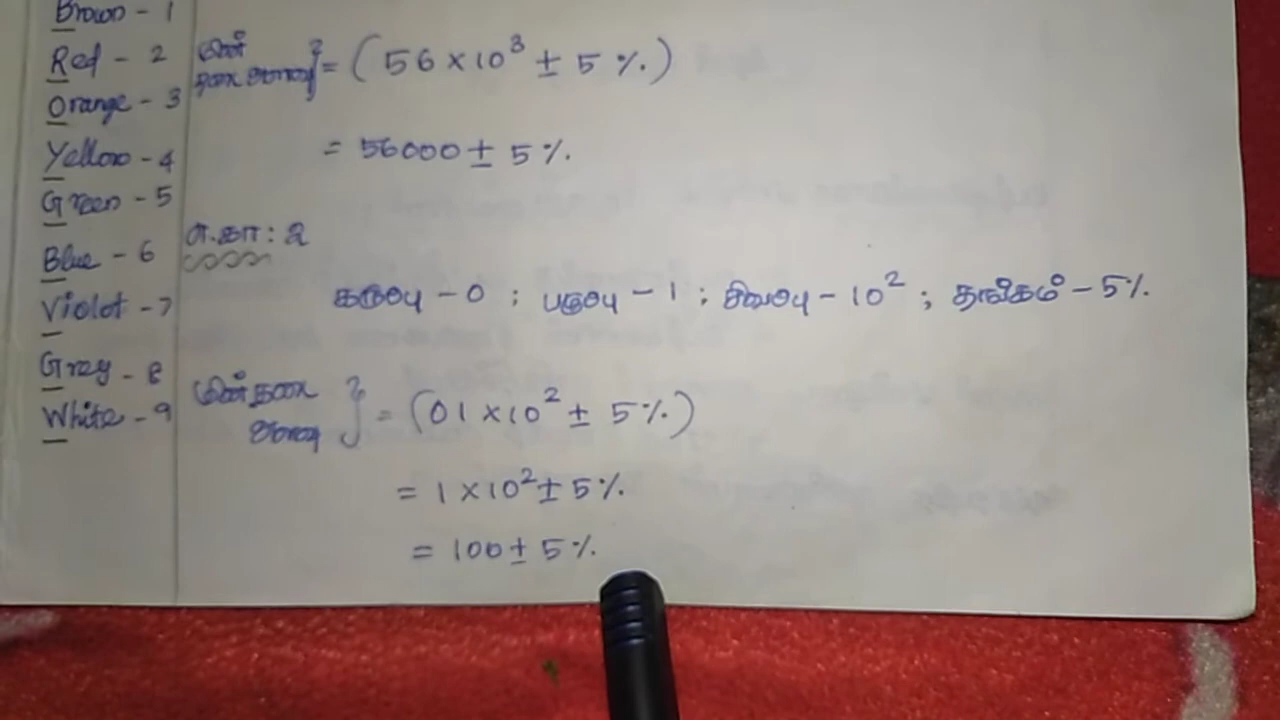 Brown - 1
Red - 2
Orange - 3
Yellow - 4
Green - 5
Blue - 6
Violet - 7
Grey - 8
White - 9
மின்
தடை அளவு } = ( 56 × 10³ ± 5 % )
= 56000 ± 5 %.
எ.கா : 2
கருப்பு - 0 ; பழுப்பு - 1 ; சிவப்பு - 10² ; தங்கம் - 5%.
மின்தடை
அளவு } = ( 01 × 10² ± 5 %. )
= 1 × 10² ± 5 %.
= 100 ± 5 %.